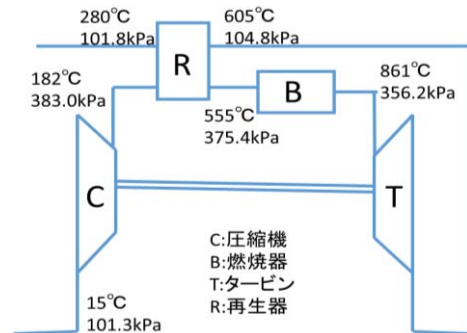 280℃
101.8kPa
605℃
104.8kPa
R
182℃
383.0kPa
B
861℃
356.2kPa
555℃
375.4kPa
C
T
C:圧縮機
B:燃焼器
T:タービン
R:再生器
15℃
101.3kPa